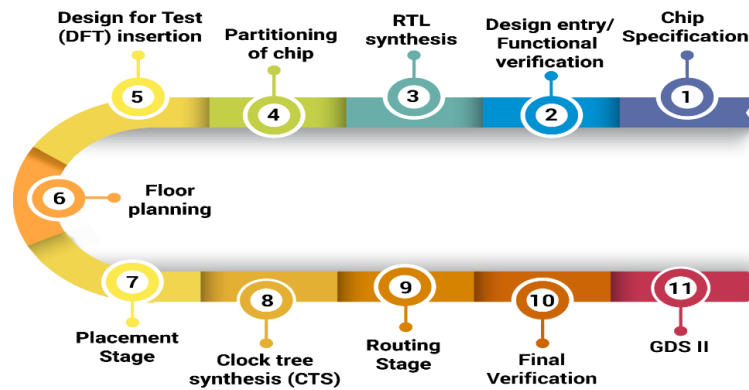 Chip
Specification
1
Design entry/
Functional
verification
2
RTL
synthesis
3
Partitioning
of chip
4
Design for Test
(DFT) insertion
5
6
Floor
planning
7
Placement
Stage
8
Clock tree
synthesis (CTS)
9
Routing
Stage
10
Final
Verification
11
GDS II